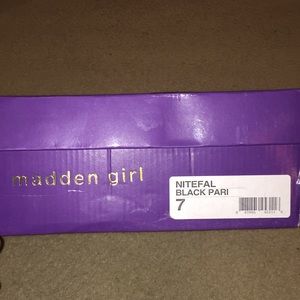 madden girl
NITEFAL
BLACK PARI
7